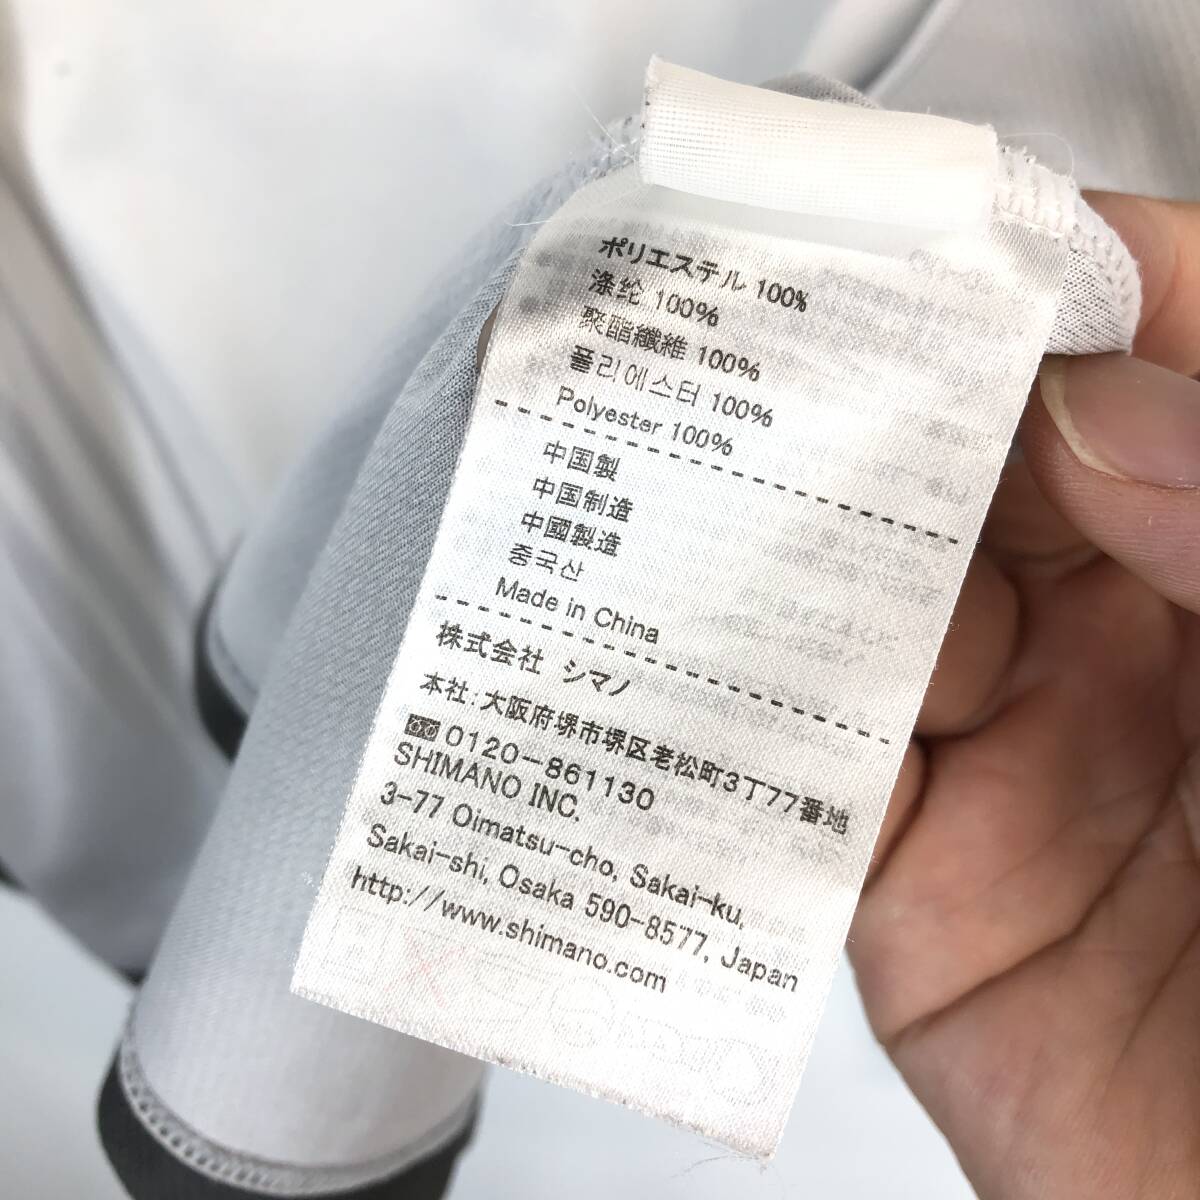 ポリエステル 100%
涤纶 100%
聚酯纖維 100%
폴리에스터 100%
Polyester 100%
中国製
中国制造
中國製造
중국산
Made in China
株式会社 シマノ
本社:大阪府堺市堺区老松町3丁77番地
0120-861130
SHIMANO INC.
3-77 Oimatsu-cho, Sakai-ku,
Sakai-shi, Osaka 590-8577, Japan
http://www.shimano.com